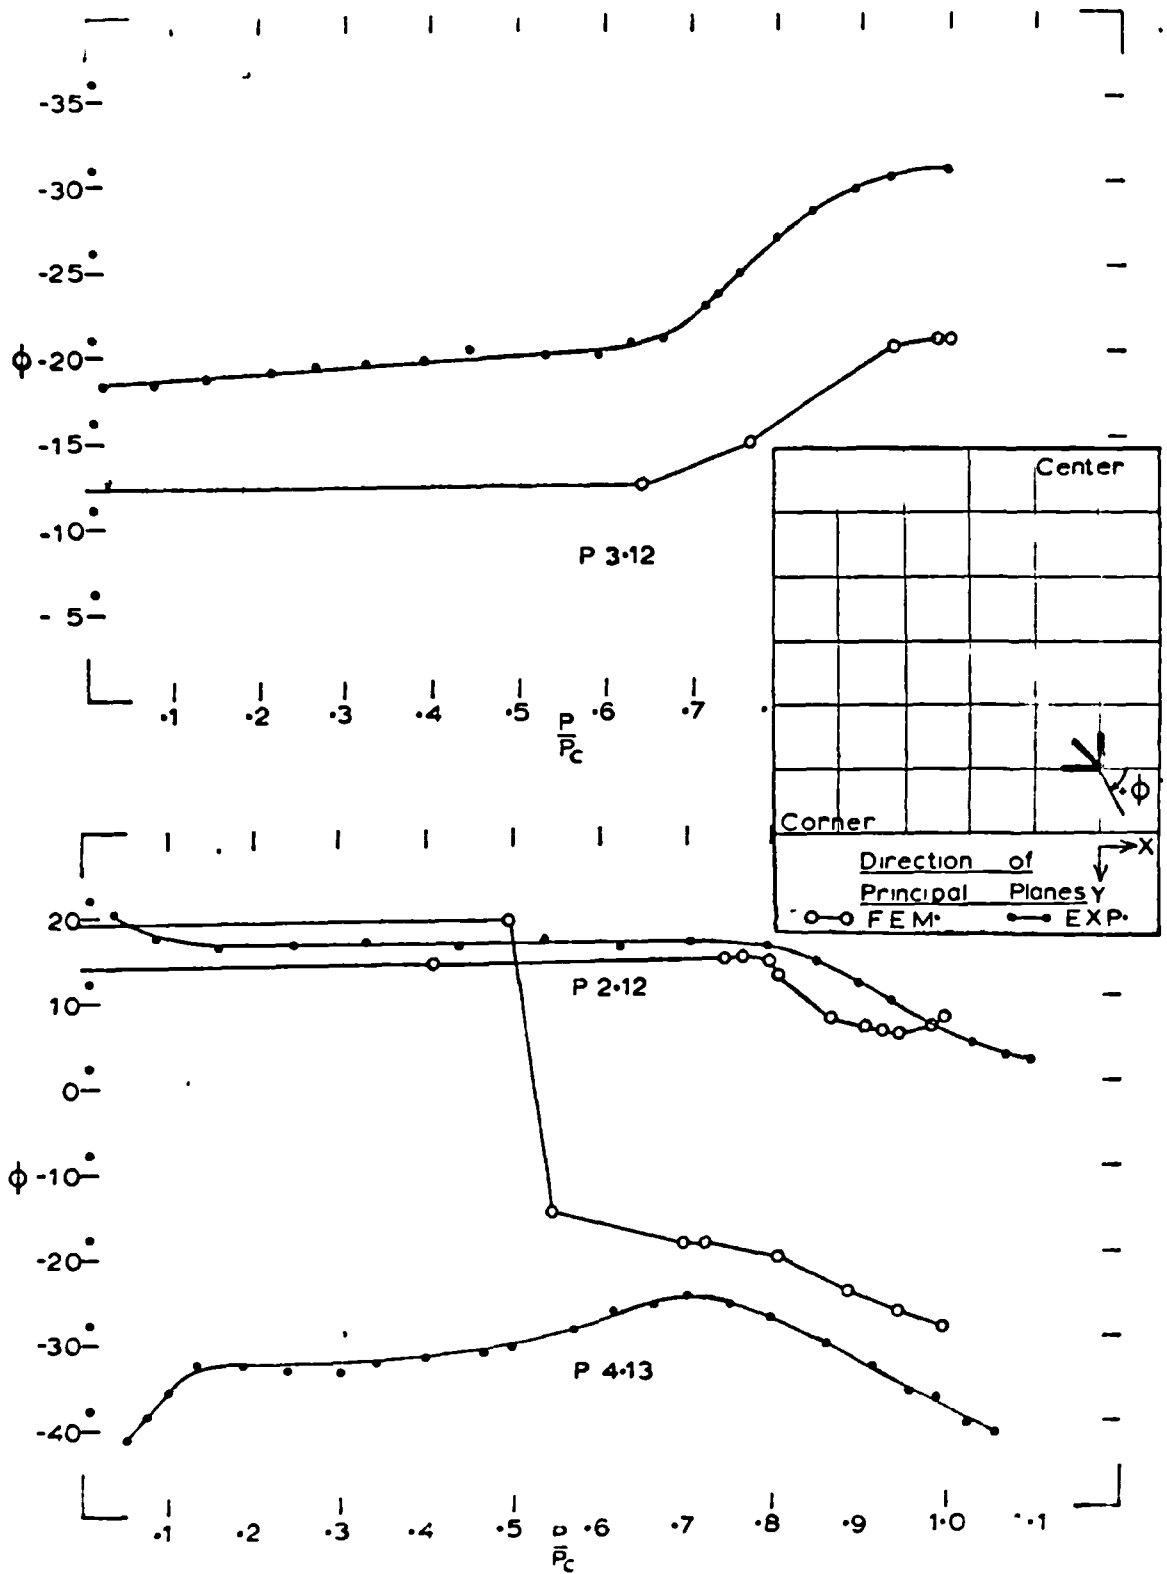 -35
-30
-25
ϕ -20
-15
-10
- 5
P 3·12
·1 ·2 ·3 ·4 ·5 ·6 ·7
P
Pc
Center
ϕ
Corner
X
Direction of
Principal Planes Y
FEM· EXP·
20
10
0
ϕ -10
-20
-30
-40
P 2·12
P 4·13
·1 ·2 ·3 ·4 ·5 ·6 ·7 ·8 ·9 1.0 1·1
P
Pc